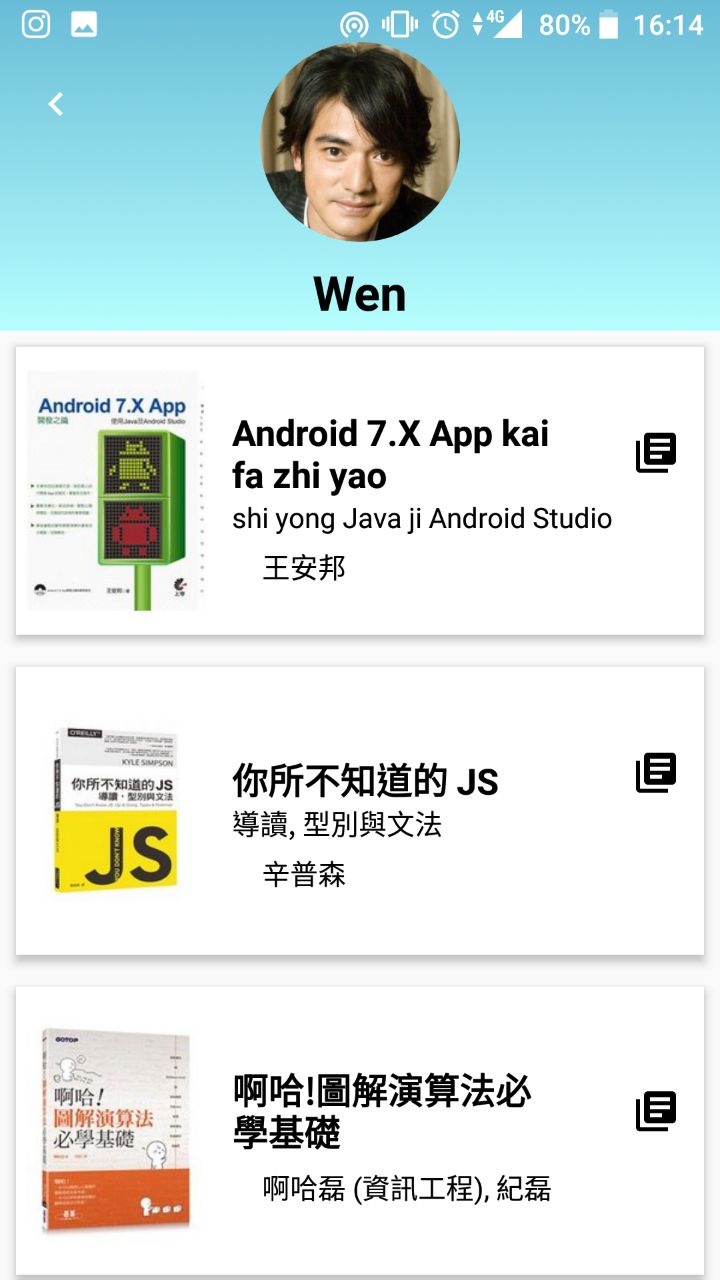 4G 80% 16:14
Wen
Android 7.X App
開發之論
使用Java及Android Studio
Android 7.X App kai
fa zhi yao
shi yong Java ji Android Studio
王安邦
O'REILLY
KYLE SIMPSON
你所不知道的JS
導讀，型別與文法
JS
YOU DON'T KNOW
你所不知道的 JS
導讀, 型別與文法
辛普森
GOTOP
啊哈!
圖解演算法
必學基礎
啊哈!圖解演算法必
學基礎
啊哈磊 (資訊工程), 紀磊